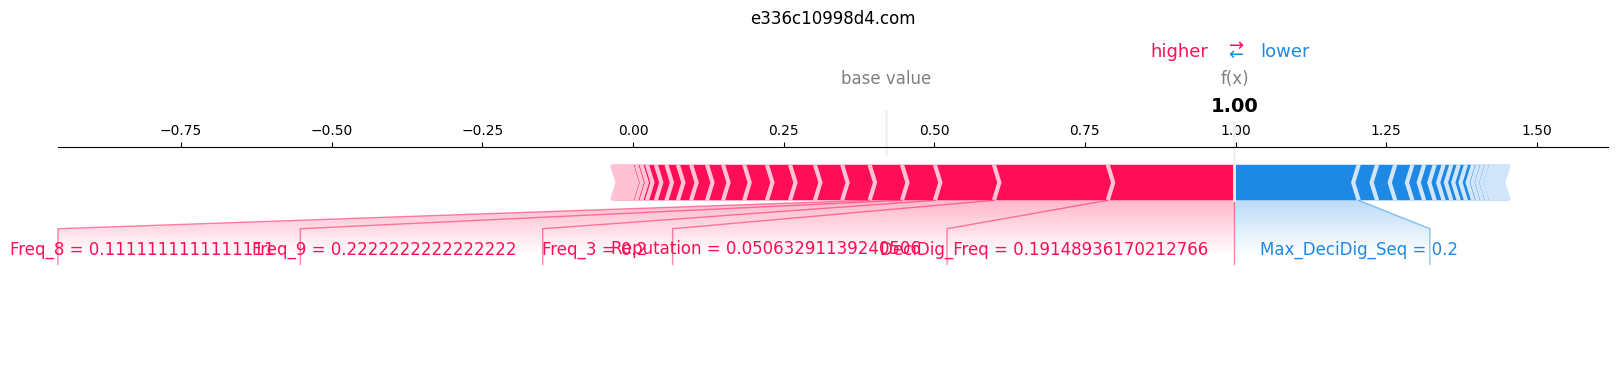 e336c10998d4.com
higher → ← lower
base value f(x)
1.00
−0.75 −0.50 −0.25 0.00 0.25 0.50 0.75 1.00 1.25 1.50
Freq_8 = 0.1111111111111111 Freq_9 = 0.2222222222222222 Freq_3 = 0.2 Reputation = 0.05063291139240506 DeciDig_Freq = 0.19148936170212766 Max_DeciDig_Seq = 0.2